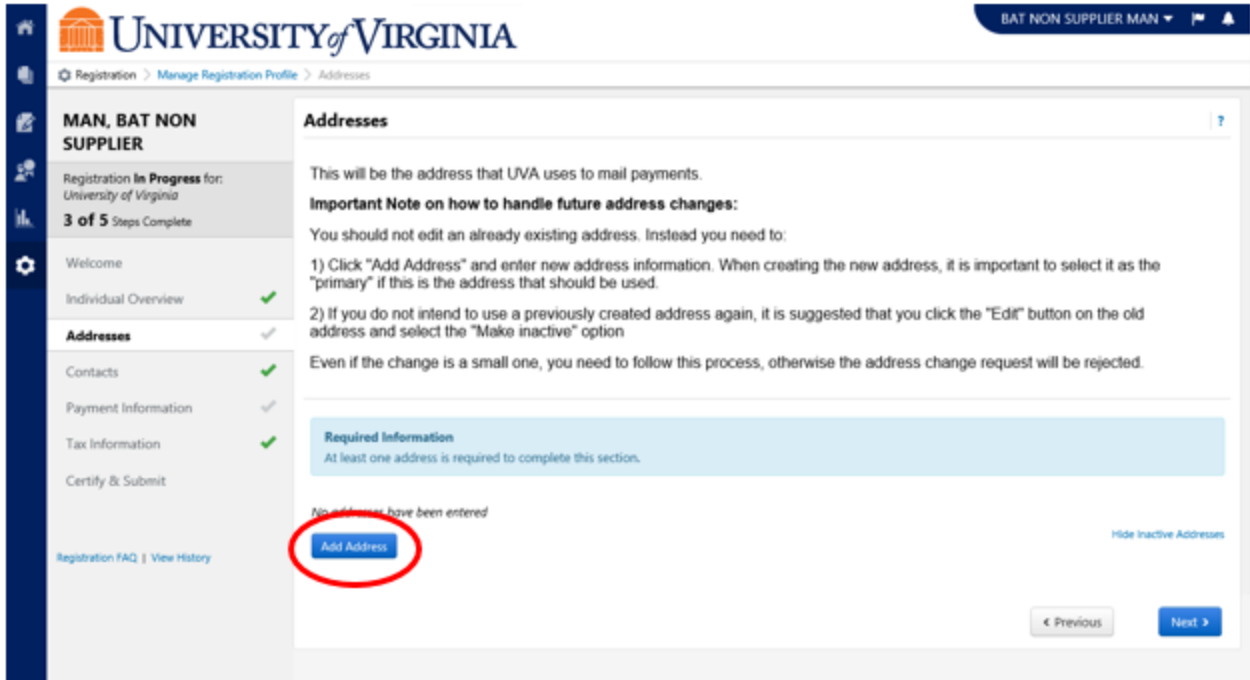 UNIVERSITY of VIRGINIA
BAT NON SUPPLIER MAN
Registration > Manage Registration Profile > Addresses
MAN, BAT NON
SUPPLIER
Registration In Progress for:
University of Virginia
3 of 5 Steps Complete
Welcome
Individual Overview
Addresses
Contacts
Payment Information
Tax Information
Certify & Submit
Registration FAQ | View History
Addresses
?
This will be the address that UVA uses to mail payments.
Important Note on how to handle future address changes:
You should not edit an already existing address. Instead you need to:
1) Click "Add Address" and enter new address information. When creating the new address, it is important to select it as the
"primary" if this is the address that should be used.
2) If you do not intend to use a previously created address again, it is suggested that you click the "Edit" button on the old
address and select the "Make inactive" option
Even if the change is a small one, you need to follow this process, otherwise the address change request will be rejected.
Required Information
At least one address is required to complete this section.
No addresses have been entered
Add Address
Hide Inactive Addresses
< Previous
Next >